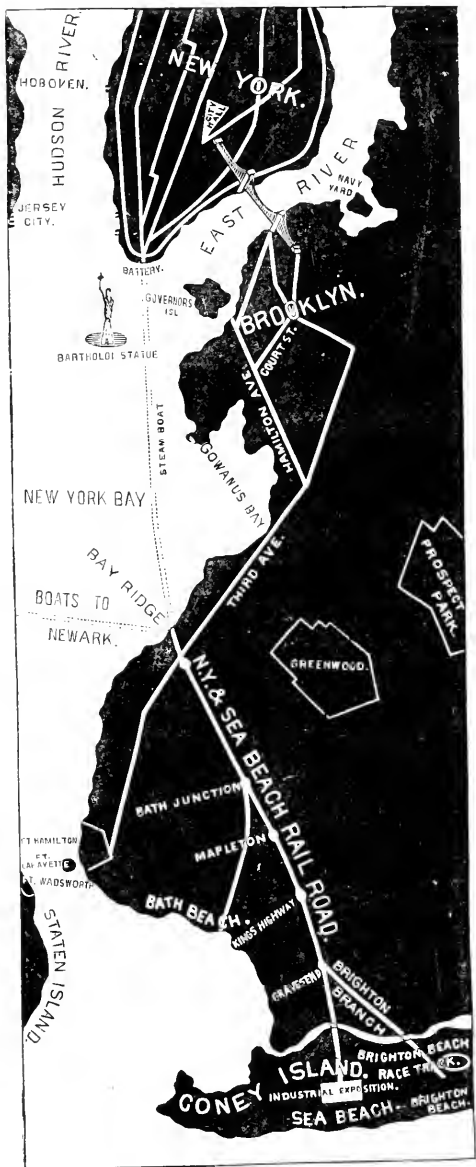 HUDSON RIVER
HOBOKEN.
NEW YORK.
JERSEY
CITY.
EAST RIVER
NAVY
YARD
BATTERY.
GOVERNORS
ISL
BARTHOLDI STATUE
BROOKLYN.
COURT ST.
STEAM BOAT
HAMILTON AVE.
GOWANUS BAY
NEW YORK BAY
THIRD AVE.
BAY RIDGE
BOATS TO
NEWARK.
PROSPECT
PARK.
GREENWOOD.
N.Y. & SEA BEACH RAIL ROAD.
BATH JUNCTION
MAPLETON
FT HAMILTON
FT.
LAFAYETTE
FT. WADSWORTH
BATH BEACH.
KINGS HIGHWAY
STATEN ISLAND.
GRAVESEND
BRIGHTON
BRANCH
CONEY ISLAND.
BRIGHTON BEACH
RACE TRACK.
INDUSTRIAL EXPOSITION.
SEA BEACH
BRIGHTON
BEACH.